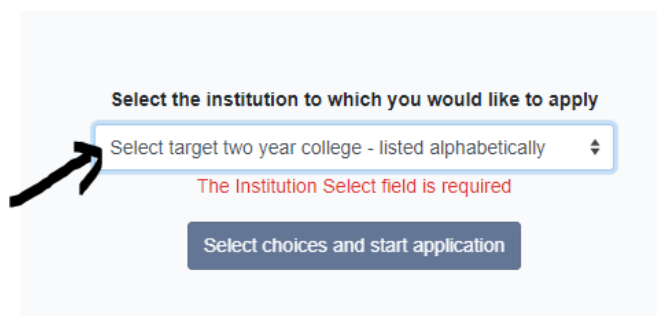 Select the institution to which you would like to apply
Select target two year college - listed alphabetically
The Institution Select field is required
Select choices and start application